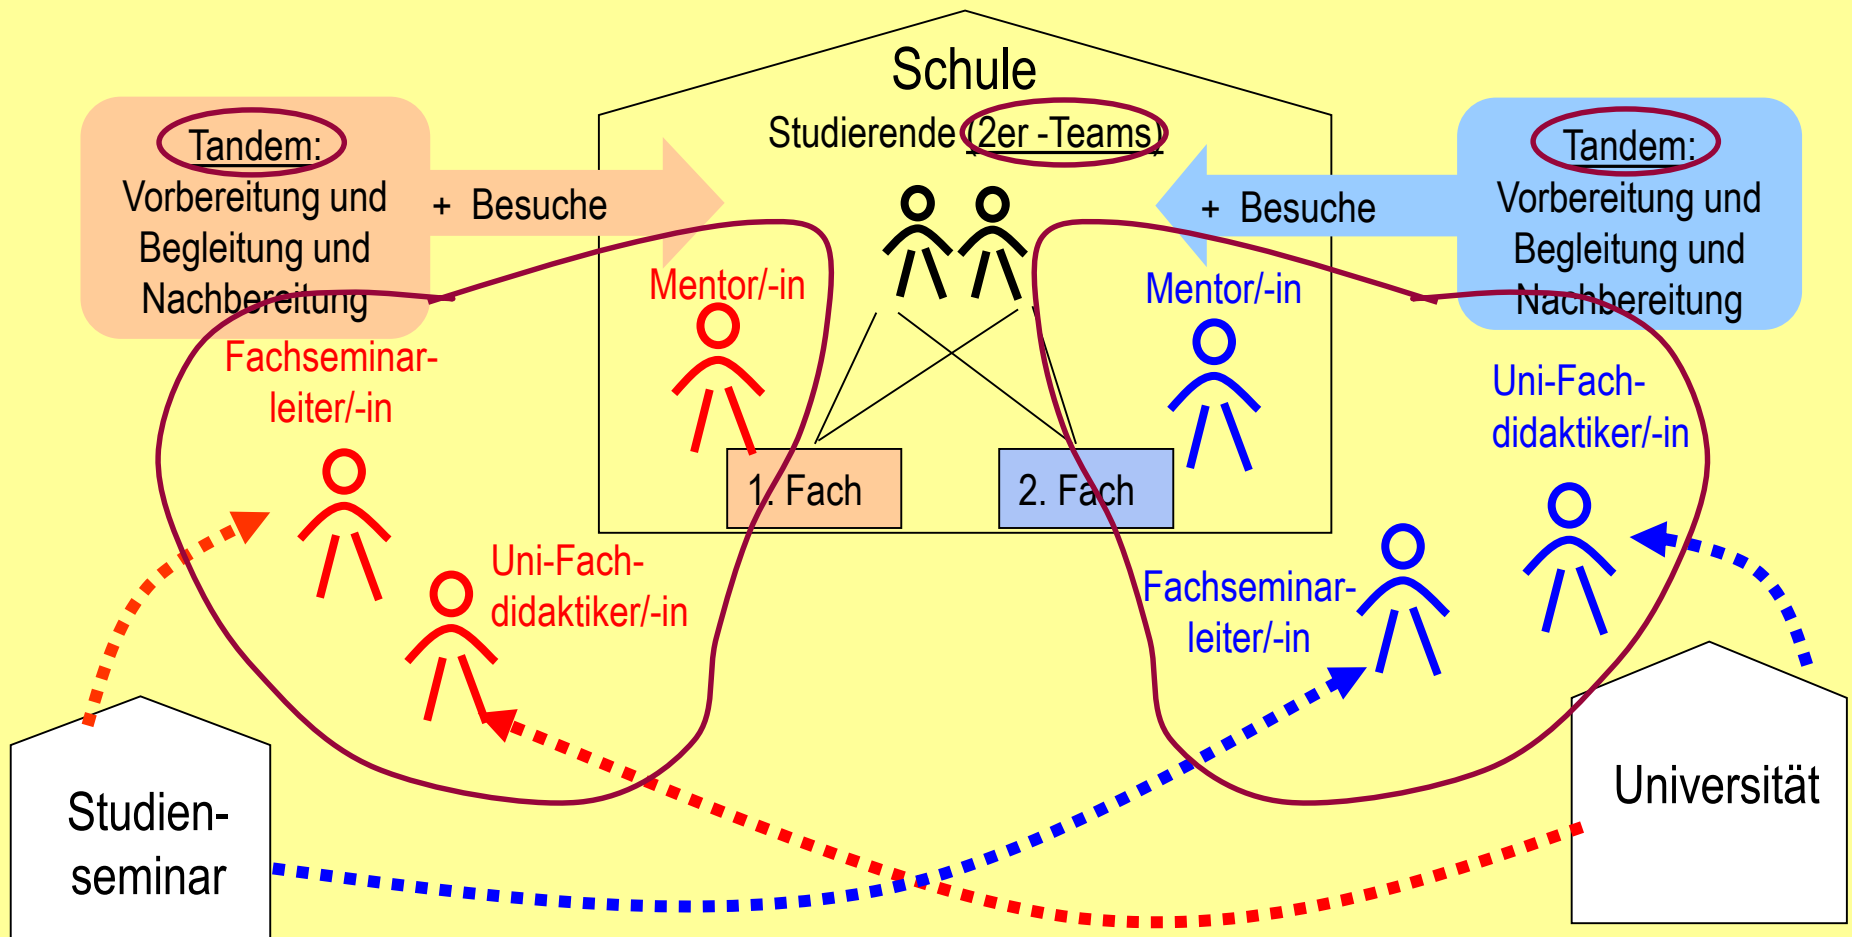 Schule
Studierende (2er -Teams)
Tandem:
Vorbereitung und
Begleitung und
Nachbereitung
+ Besuche
+ Besuche
Tandem:
Vorbereitung und
Begleitung und
Nachbereitung
Mentor/-in
Mentor/-in
Fachseminar-
leiter/-in
Uni-Fach-
didaktiker/-in
1. Fach
2. Fach
Uni-Fach-
didaktiker/-in
Fachseminar-
leiter/-in
Studien-
seminar
Universität